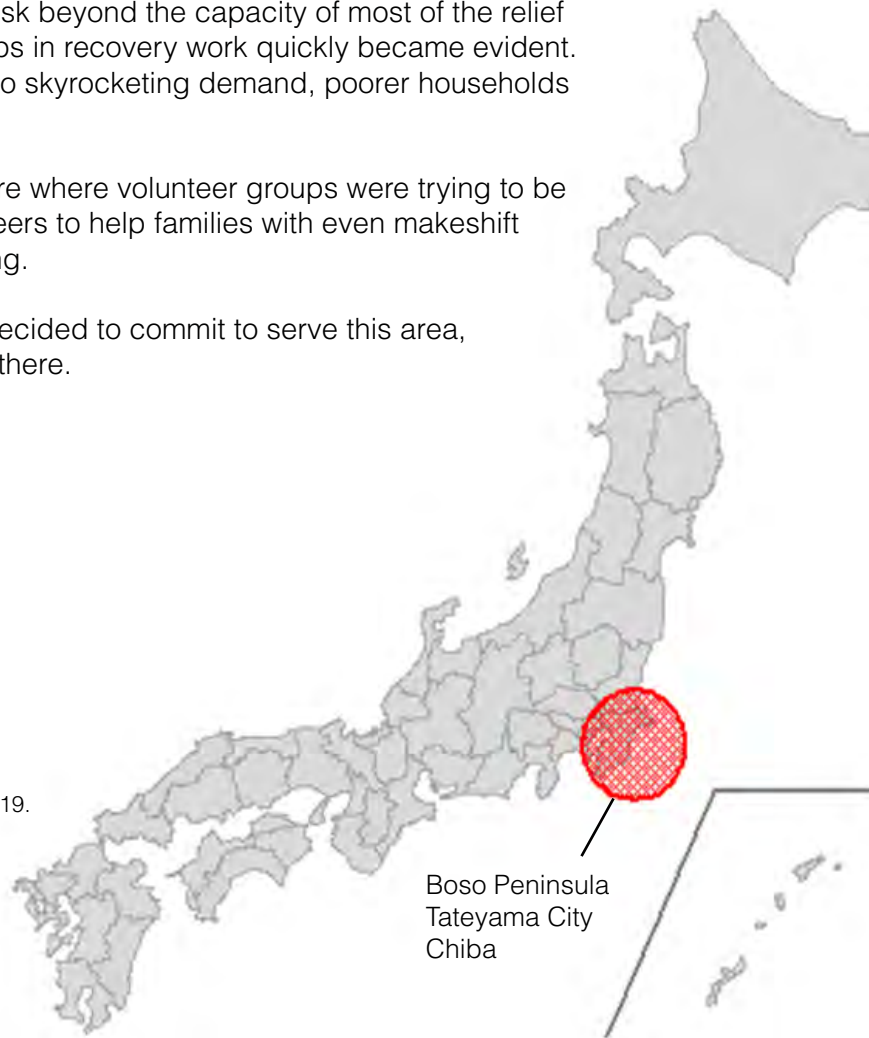 sk beyond the capacity of most of the relief
ps in recovery work quickly became evident.
o skyrocketing demand, poorer households
re where volunteer groups were trying to be
eers to help families with even makeshift
g.
ecided to commit to serve this area,
there.
19.
Boso Peninsula
Tateyama City
Chiba